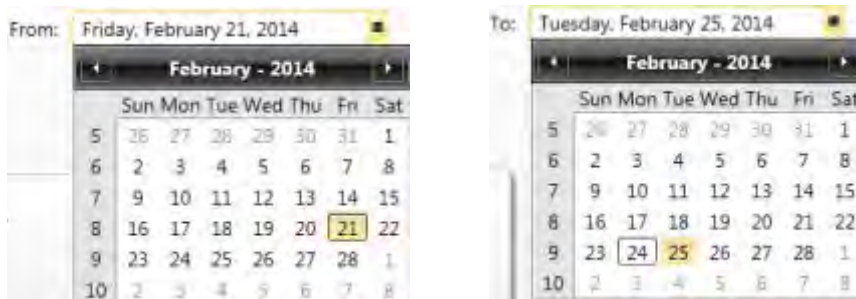 From: Friday, February 21, 2014
February - 2014
Sun Mon Tue Wed Thu Fri Sat
5 26 27 28 29 30 31 1
6 2 3 4 5 6 7 8
7 9 10 11 12 13 14 15
8 16 17 18 19 20 21 22
9 23 24 25 26 27 28 1
10 2 3 4 5 6 7 8
To: Tuesday, February 25, 2014
February - 2014
Sun Mon Tue Wed Thu Fri Sat
5 26 27 28 29 30 31 1
6 2 3 4 5 6 7 8
7 9 10 11 12 13 14 15
8 16 17 18 19 20 21 22
9 23 24 25 26 27 28 1
10 2 3 4 5 6 7 8